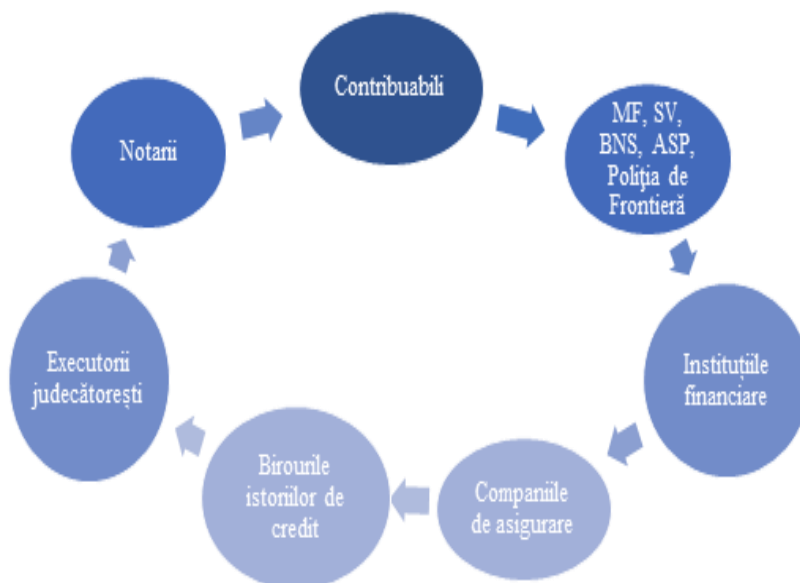 Contribuabili
MF, SV,
BNS, ASP,
Poliţia de
Frontieră
Instituțiile
financiare
Companiile
de asigurare
Birourile
istoriilor de
credit
Executorii
judecătorești
Notarii